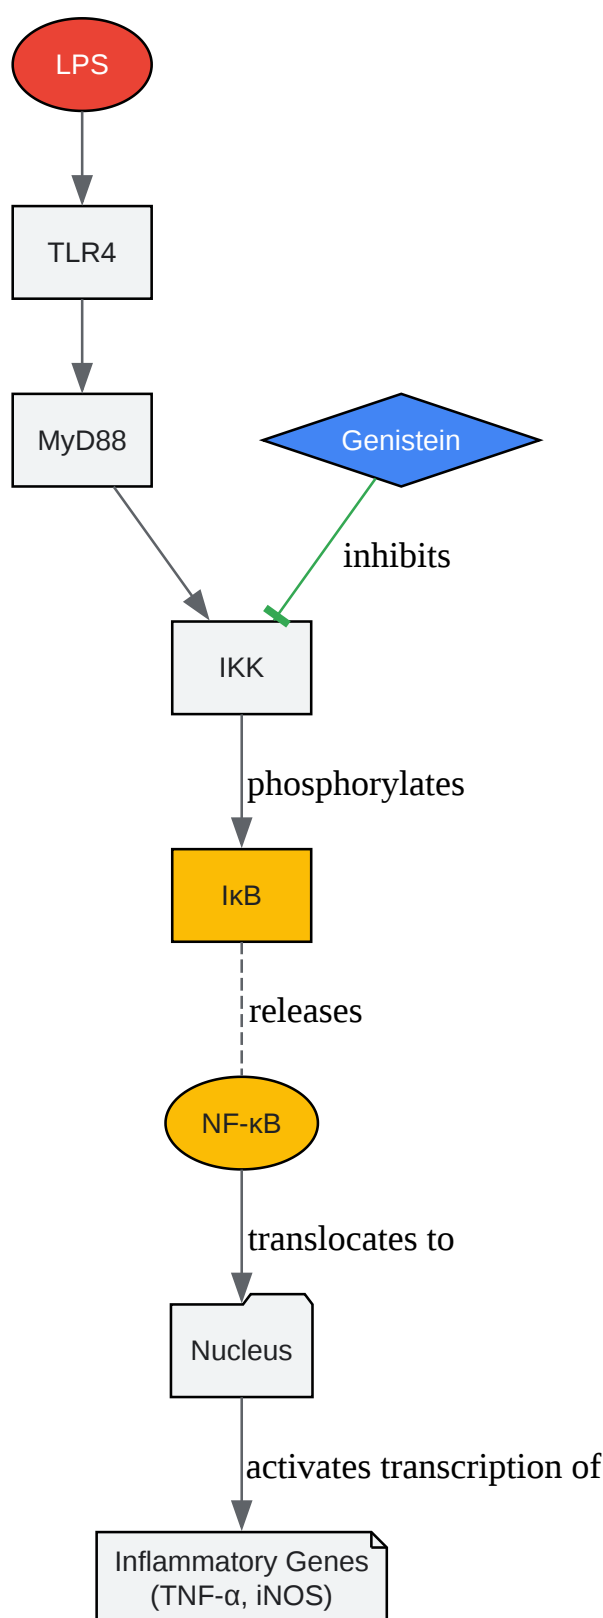 LPS
TLR4
MyD88
Genistein
inhibits
IKK
phosphorylates
IκB
releases
NF-κB
translocates to
Nucleus
activates transcription of
Inflammatory Genes
(TNF-α, iNOS)